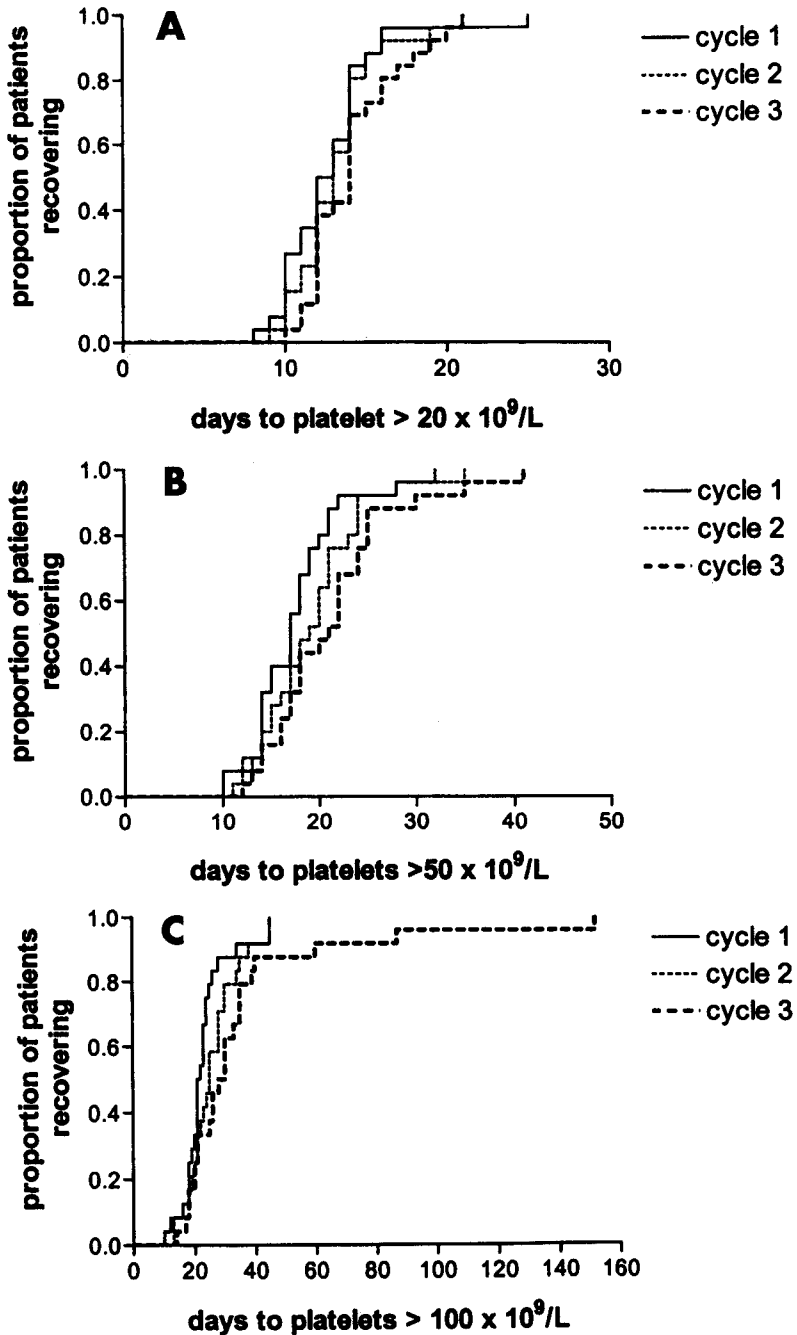 A
proportion of patients
recovering
1.0
0.8
0.6
0.4
0.2
0.0
0 10 20 30
days to platelet > 20 x 10⁹/L
cycle 1
cycle 2
cycle 3
B
proportion of patients
recovering
1.0
0.8
0.6
0.4
0.2
0.0
0 10 20 30 40 50
days to platelets >50 x 10⁹/L
cycle 1
cycle 2
cycle 3
C
proportion of patients
recovering
1.0
0.8
0.6
0.4
0.2
0.0
0 20 40 60 80 100 120 140 160
days to platelets > 100 x 10⁹/L
cycle 1
cycle 2
cycle 3